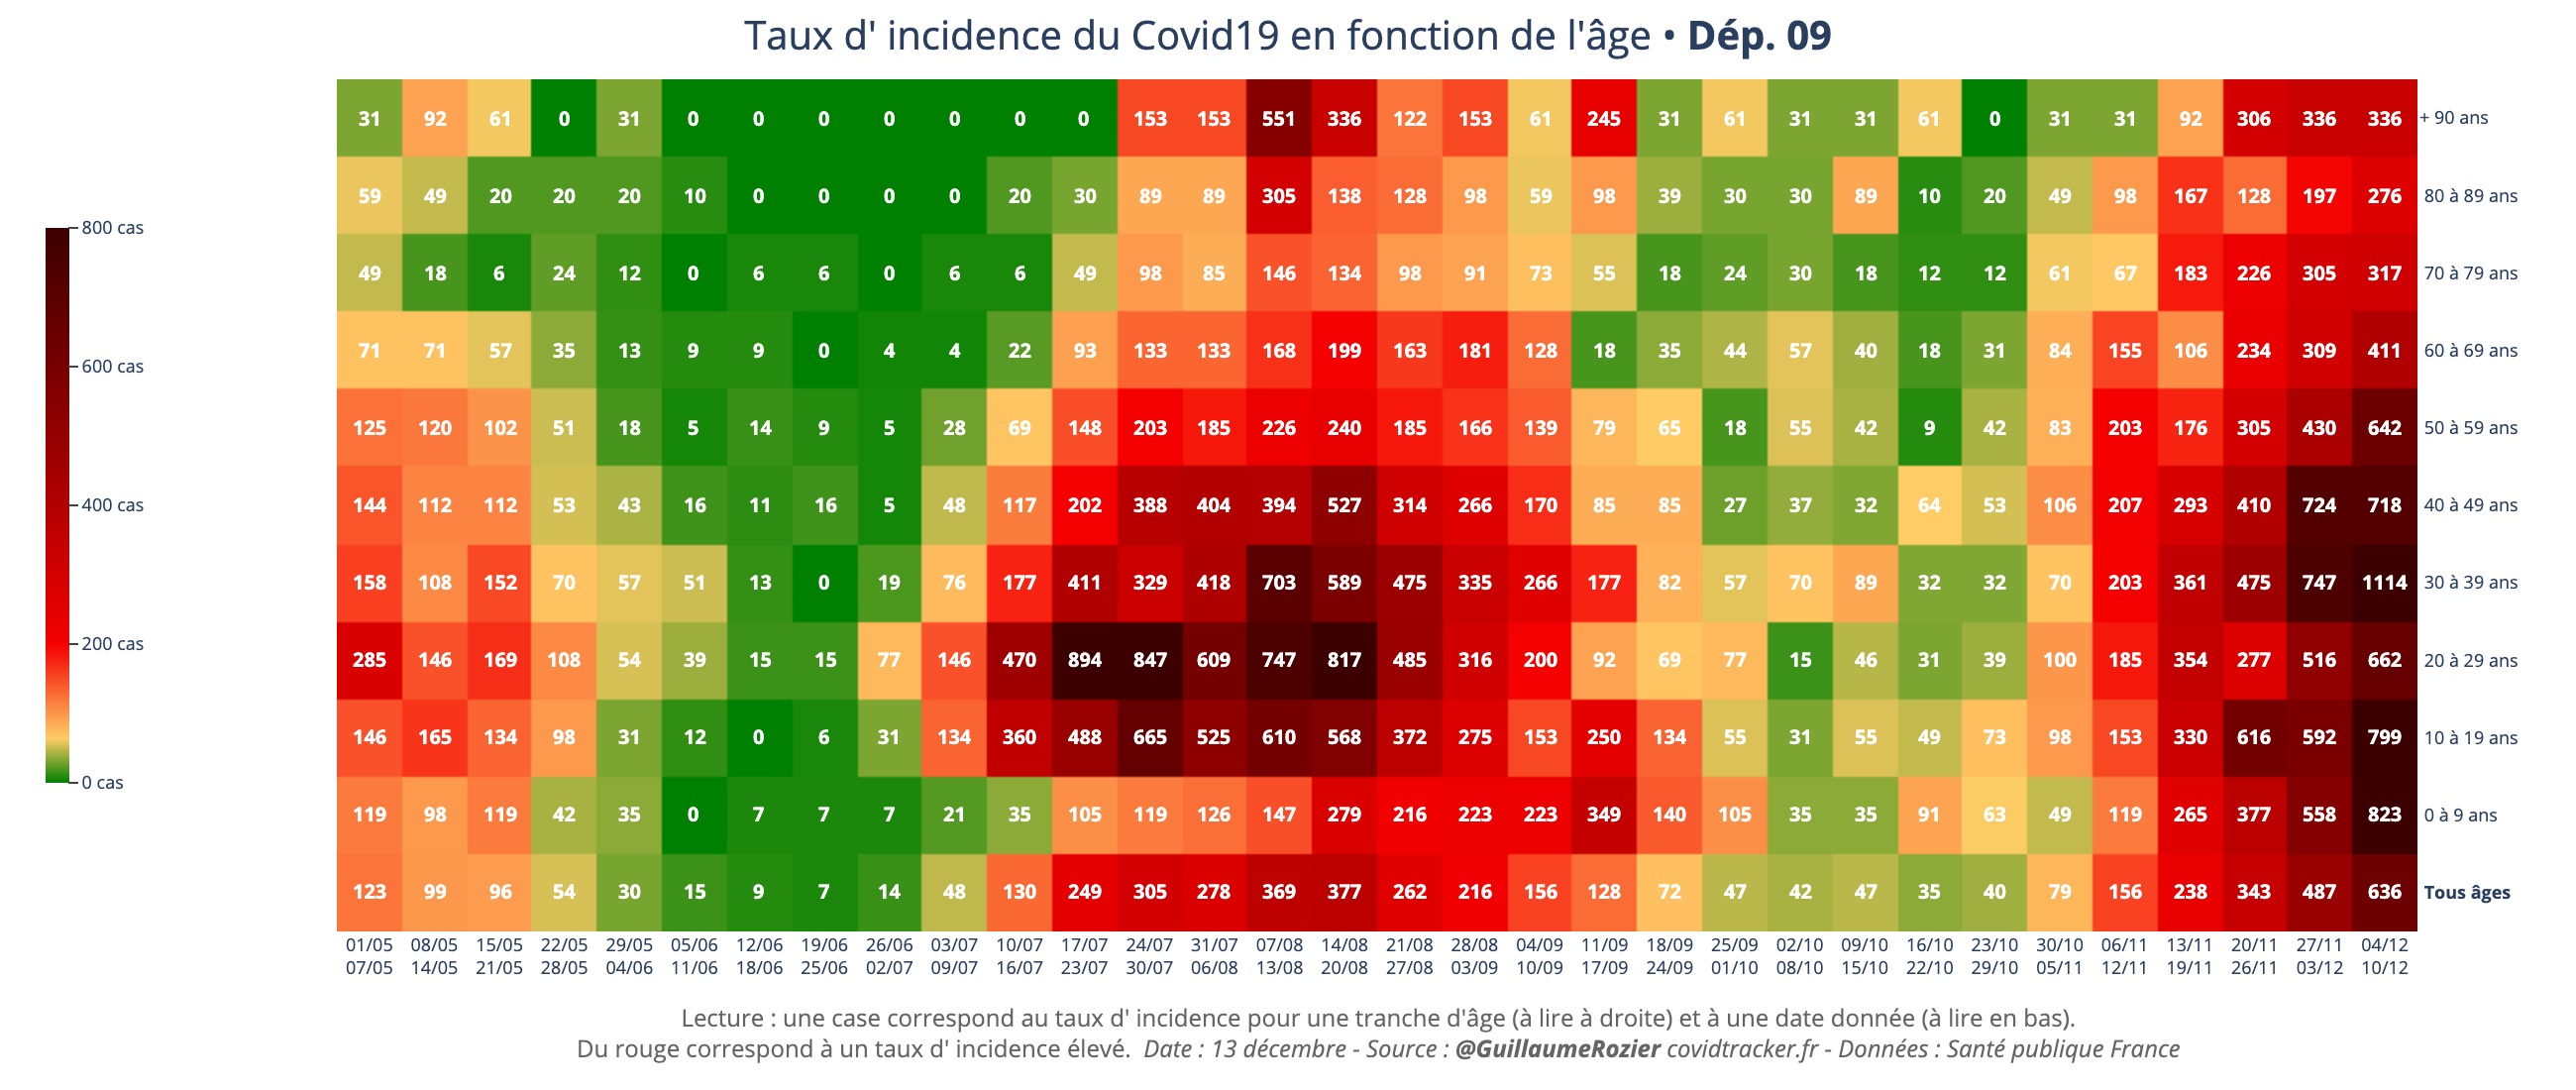 Taux d' incidence du Covid19 en fonction de l'âge • Dép. 09
800 cas
600 cas
400 cas
200 cas
0 cas
31 92 61 0 31 0 0 0 0 0 0 0 153 153 551 336 122 153 61 245 31 61 31 31 61 0 31 31 92 306 336 336 + 90 ans
59 49 20 20 20 10 0 0 0 0 20 30 89 89 305 138 128 98 59 98 39 30 30 89 10 20 49 98 167 128 197 276 80 à 89 ans
49 18 6 24 12 0 6 6 0 6 6 49 98 85 146 134 98 91 73 55 18 24 30 18 12 12 61 67 183 226 305 317 70 à 79 ans
71 71 57 35 13 9 9 0 4 4 22 93 133 133 168 199 163 181 128 18 35 44 57 40 18 31 84 155 106 234 309 411 60 à 69 ans
125 120 102 51 18 5 14 9 5 28 69 148 203 185 226 240 185 166 139 79 65 18 55 42 9 42 83 203 176 305 430 642 50 à 59 ans
144 112 112 53 43 16 11 16 5 48 117 202 388 404 394 527 314 266 170 85 85 27 37 32 64 53 106 207 293 410 724 718 40 à 49 ans
158 108 152 70 57 51 13 0 19 76 177 411 329 418 703 589 475 335 266 177 82 57 70 89 32 32 70 203 361 475 747 1114 30 à 39 ans
285 146 169 108 54 39 15 15 77 146 470 894 847 609 747 817 485 316 200 92 69 77 15 46 31 39 100 185 354 277 516 662 20 à 29 ans
146 165 134 98 31 12 0 6 31 134 360 488 665 525 610 568 372 275 153 250 134 55 31 55 49 73 98 153 330 616 592 799 10 à 19 ans
119 98 119 42 35 0 7 7 7 21 35 105 119 126 147 279 216 223 223 349 140 105 35 35 91 63 49 119 265 377 558 823 0 à 9 ans
123 99 96 54 30 15 9 7 14 48 130 249 305 278 369 377 262 216 156 128 72 47 42 47 35 40 79 156 238 343 487 636 Tous âges
01/05 08/05 15/05 22/05 29/05 05/06 12/06 19/06 26/06 03/07 10/07 17/07 24/07 31/07 07/08 14/08 21/08 28/08 04/09 11/09 18/09 25/09 02/10 09/10 16/10 23/10 30/10 06/11 13/11 20/11 27/11 04/12
07/05 14/05 21/05 28/05 04/06 11/06 18/06 25/06 02/07 09/07 16/07 23/07 30/07 06/08 13/08 20/08 27/08 03/09 10/09 17/09 24/09 01/10 08/10 15/10 22/10 29/10 05/11 12/11 19/11 26/11 03/12 10/12
Lecture : une case correspond au taux d' incidence pour une tranche d'âge (à lire à droite) et à une date donnée (à lire en bas).
Du rouge correspond à un taux d' incidence élevé. Date : 13 décembre - Source : @GuillaumeRozier covidtracker.fr - Données : Santé publique France